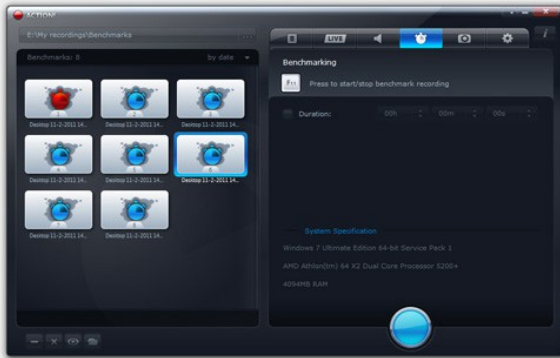 ACTION!
E:\My recordings\Benchmarks
LIVE
Benchmarks: 8
by date
Benchmarking
F11
Press to start/stop benchmark recording
Duration:
00h
00m
00s
Desktop 11-2-2011 14..
Desktop 11-2-2011 14..
Desktop 11-2-2011 14..
Desktop 11-2-2011 14..
Desktop 11-2-2011 14..
Desktop 11-2-2011 14..
Desktop 11-2-2011 14..
Desktop 11-2-2011 14..
System Specification
Windows 7 Ultimate Edition 64-bit Service Pack 1
AMD Athlon(tm) 64 X2 Dual Core Processor 5200+
4094MB RAM